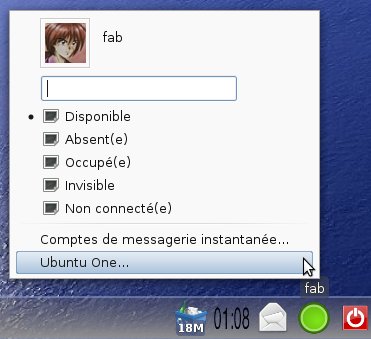 fab
Disponible
Absent(e)
Occupé(e)
Invisible
Non connecté(e)
Comptes de messagerie instantanée...
Ubuntu One...
fab
18M
01:08